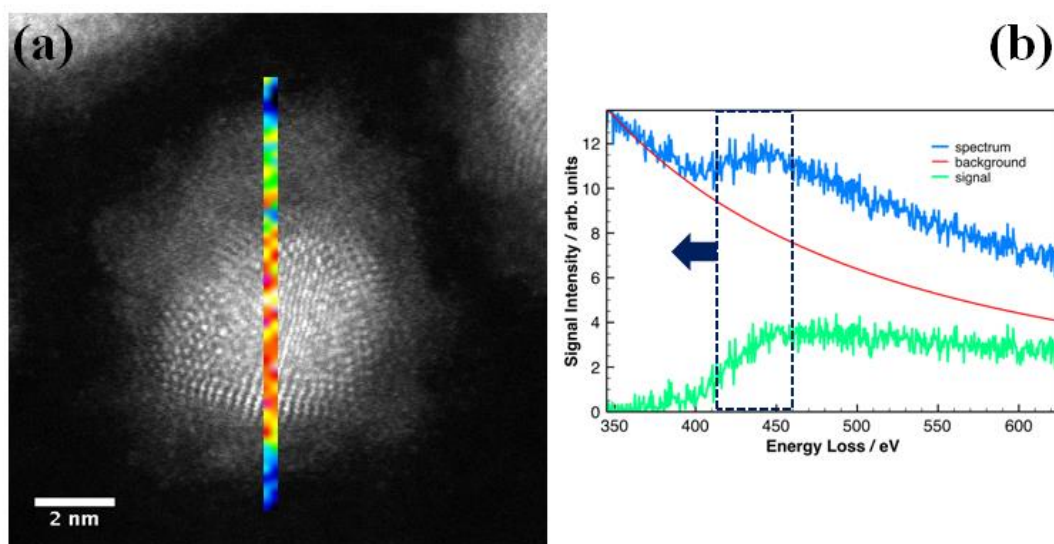 (a)
2 nm
(b)
Signal Intensity / arb. units
12
10
8
6
4
2
0
spectrum
background
signal
350
400
450
500
550
600
Energy Loss / eV